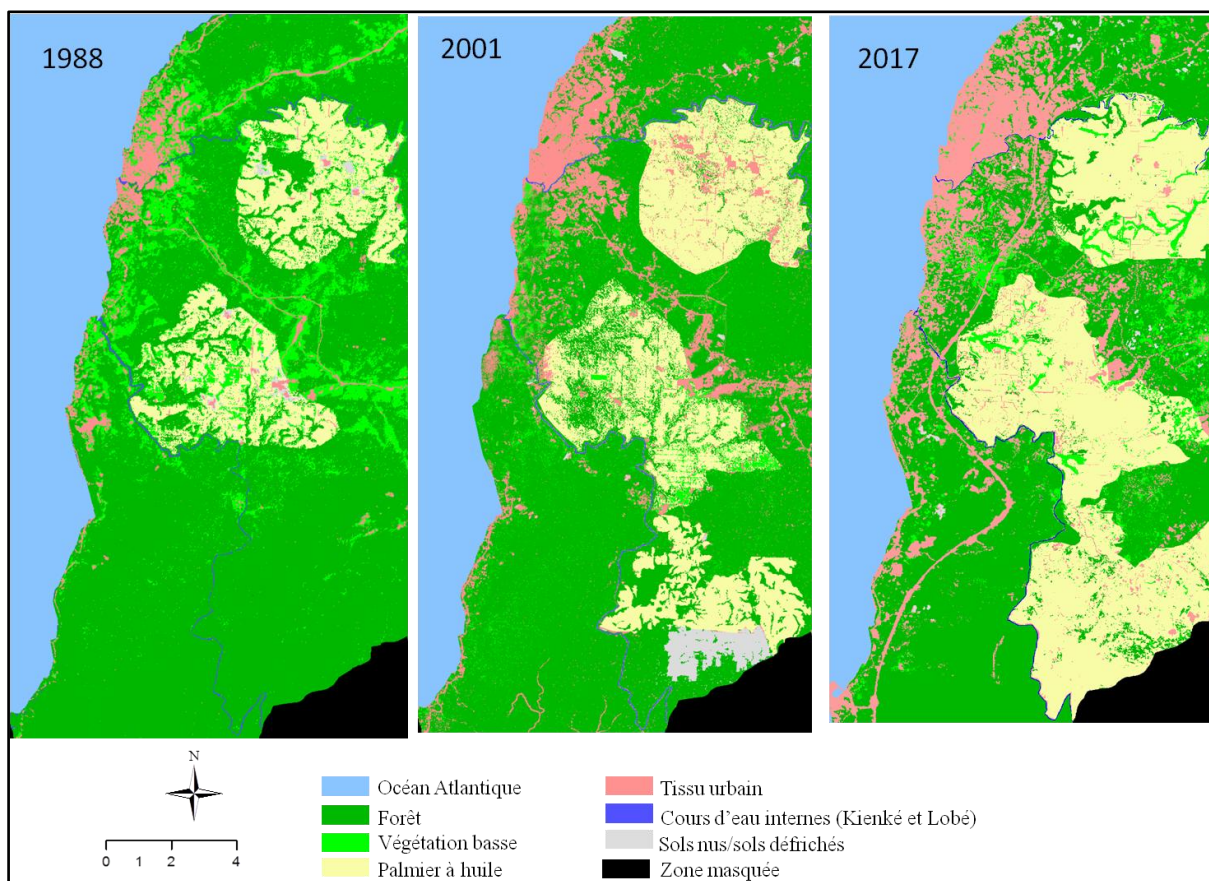 1988
2001
2017
N
0 2 4
Océan Atlantique
Forêt
Végétation basse
Palmier à huile
Tissu urbain
Cours d'eau internes (Kienké et Lobé)
Sols nus/sols défrichés
Zone masquée